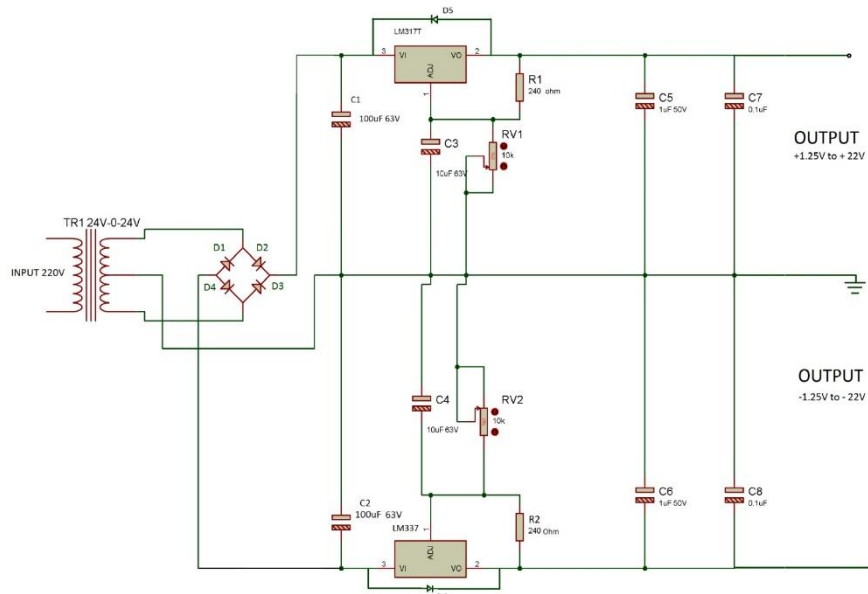 D5
LM317T
3
VI
VO
2
ADJ
1
R1
240 ohm
C1
100uF 63V
C3
10uF 63V
RV1
10k
C5
1uF 50V
C7
0.1uF
OUTPUT
+1.25V to + 22V
TR1 24V-0-24V
INPUT 220V
D1
D2
D4
D3
OUTPUT
-1.25V to - 22V
C4
10uF 63V
RV2
10k
C2
100uF 63V
LM337
1
ADJ
3
VI
VO
2
R2
240 Ohm
C6
1uF 50V
C8
0.1uF